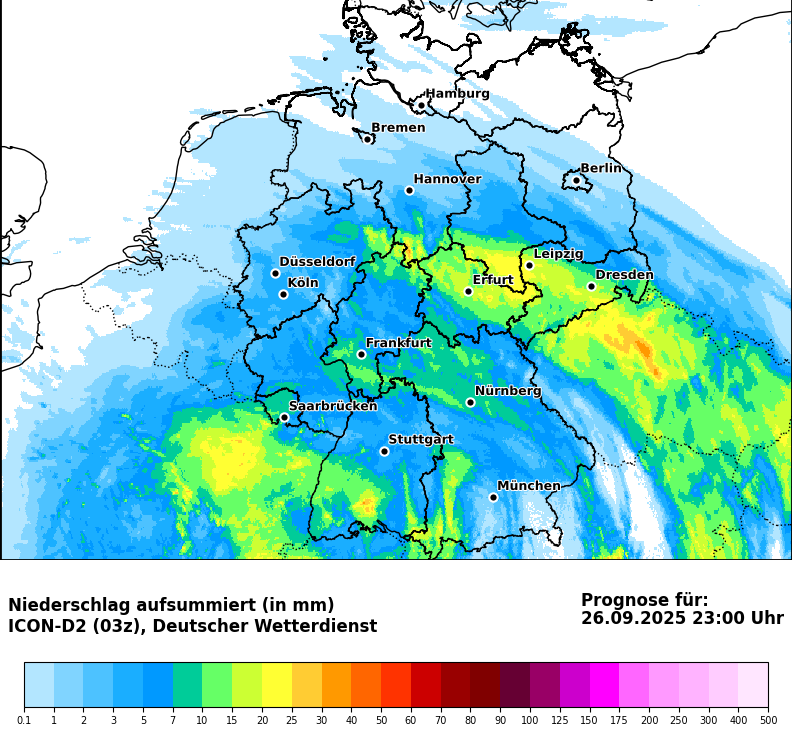 Hamburg
Bremen
Berlin
Hannover
Leipzig
Düsseldorf
Dresden
Köln
Erfurt
Frankfurt
Nürnberg
Saarbrücken
Stuttgart
München
Niederschlag aufsummiert (in mm)
ICON-D2 (03z), Deutscher Wetterdienst
Prognose für:
26.09.2025 23:00 Uhr
0.1 1 2 3 5 7 10 15 20 25 30 40 50 60 70 80 90 100 125 150 175 200 250 300 400 500